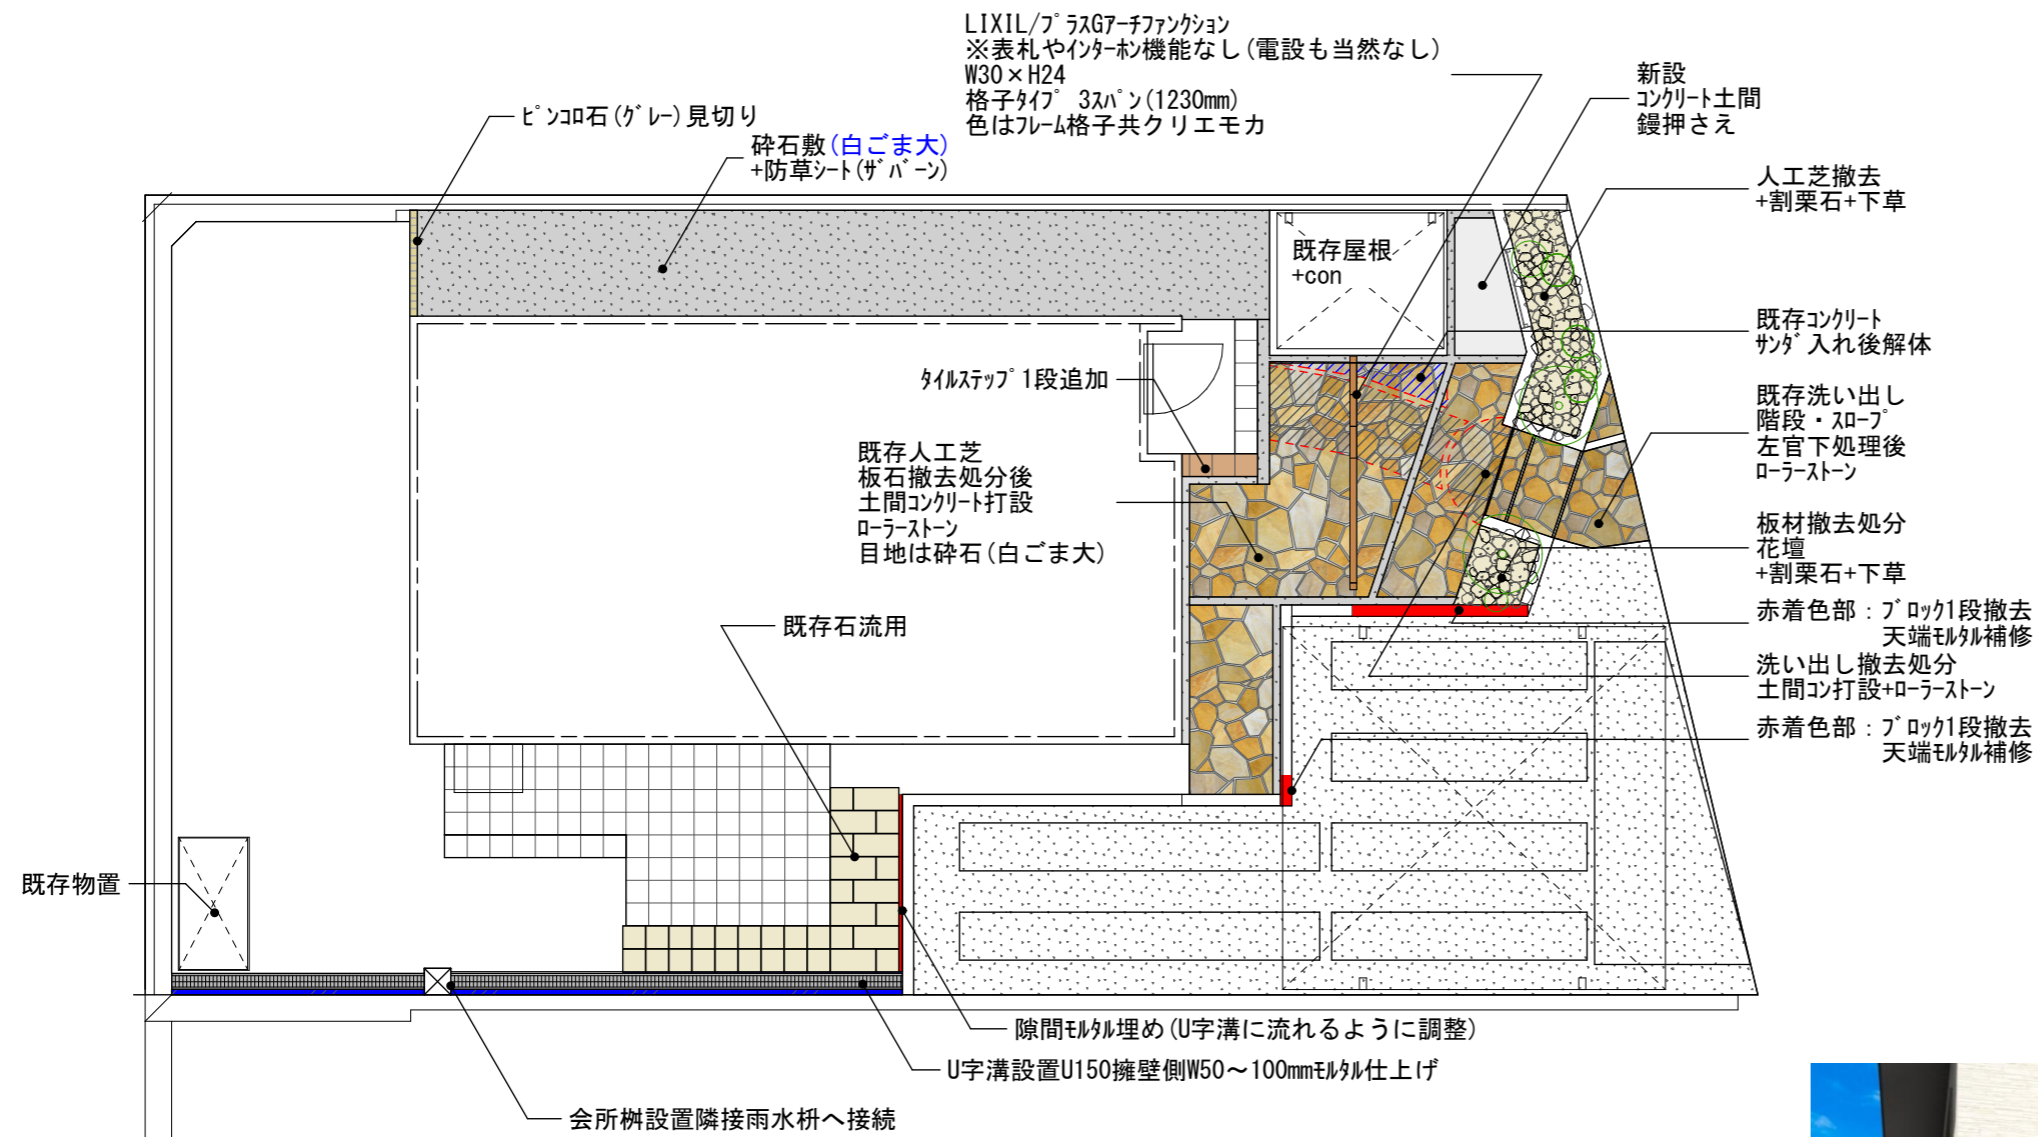 LIXIL/プラスGアーチファンクション
※表札やインターホン機能なし(電設も当然なし)
W30×H24
格子タイプ 3スパン(1230mm)
色はフレーム格子共クリエモカ
新設
コンクリート土間
鏝押さえ
ピンコロ石(グレー)見切り
砕石敷(白ごま大)
+防草シート(ザバーン)
人工芝撤去
+割栗石+下草
既存屋根
+con
既存コンクリート
サンダ入れ後解体
タイルステップ1段追加
既存洗い出し
階段・スロープ
左官下処理後
ローラーストーン
既存人工芝
板石撤去処分後
土間コンクリート打設
ローラーストーン
目地は砕石(白ごま大)
板材撤去処分
花壇
+割栗石+下草
赤着色部：ブロック1段撤去
天端モルタル補修
既存石流用
洗い出し撤去処分
土間コン打設+ローラーストーン
赤着色部：ブロック1段撤去
天端モルタル補修
既存物置
隙間モルタル埋め(U字溝に流れるように調整)
U字溝設置U150擁壁側W50～100mmモルタル仕上げ
会所桝設置隣接雨水枡へ接続